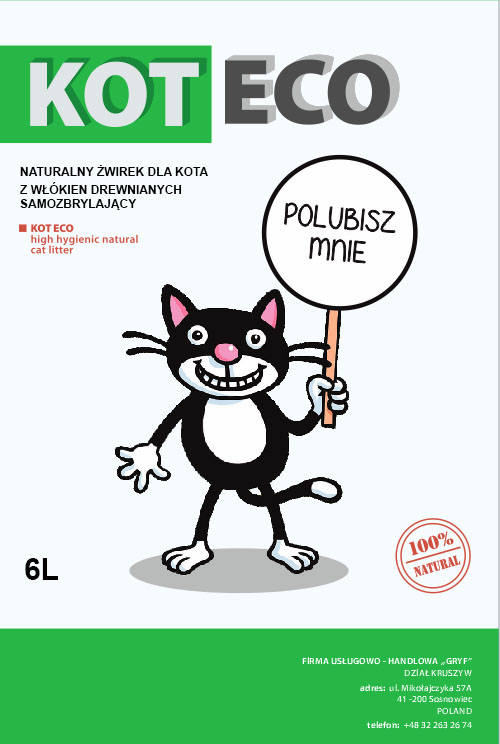 KOT ECO
NATURALNY ŻWIREK DLA KOTA
Z WŁÓKIEN DREWNIANYCH
SAMOZBRYLAJĄCY
KOT ECO
high hygienic natural
cat litter
POLUBISZ
MNIE
6L
100%
NATURAL
FIRMA USŁUGOWO - HANDLOWA „GRYF”
DZIAŁ KRUSZYW
adres: ul. Mikołajczyka 57A
41 -200 Sosnowiec
POLAND
telefon: +48 32 263 26 74